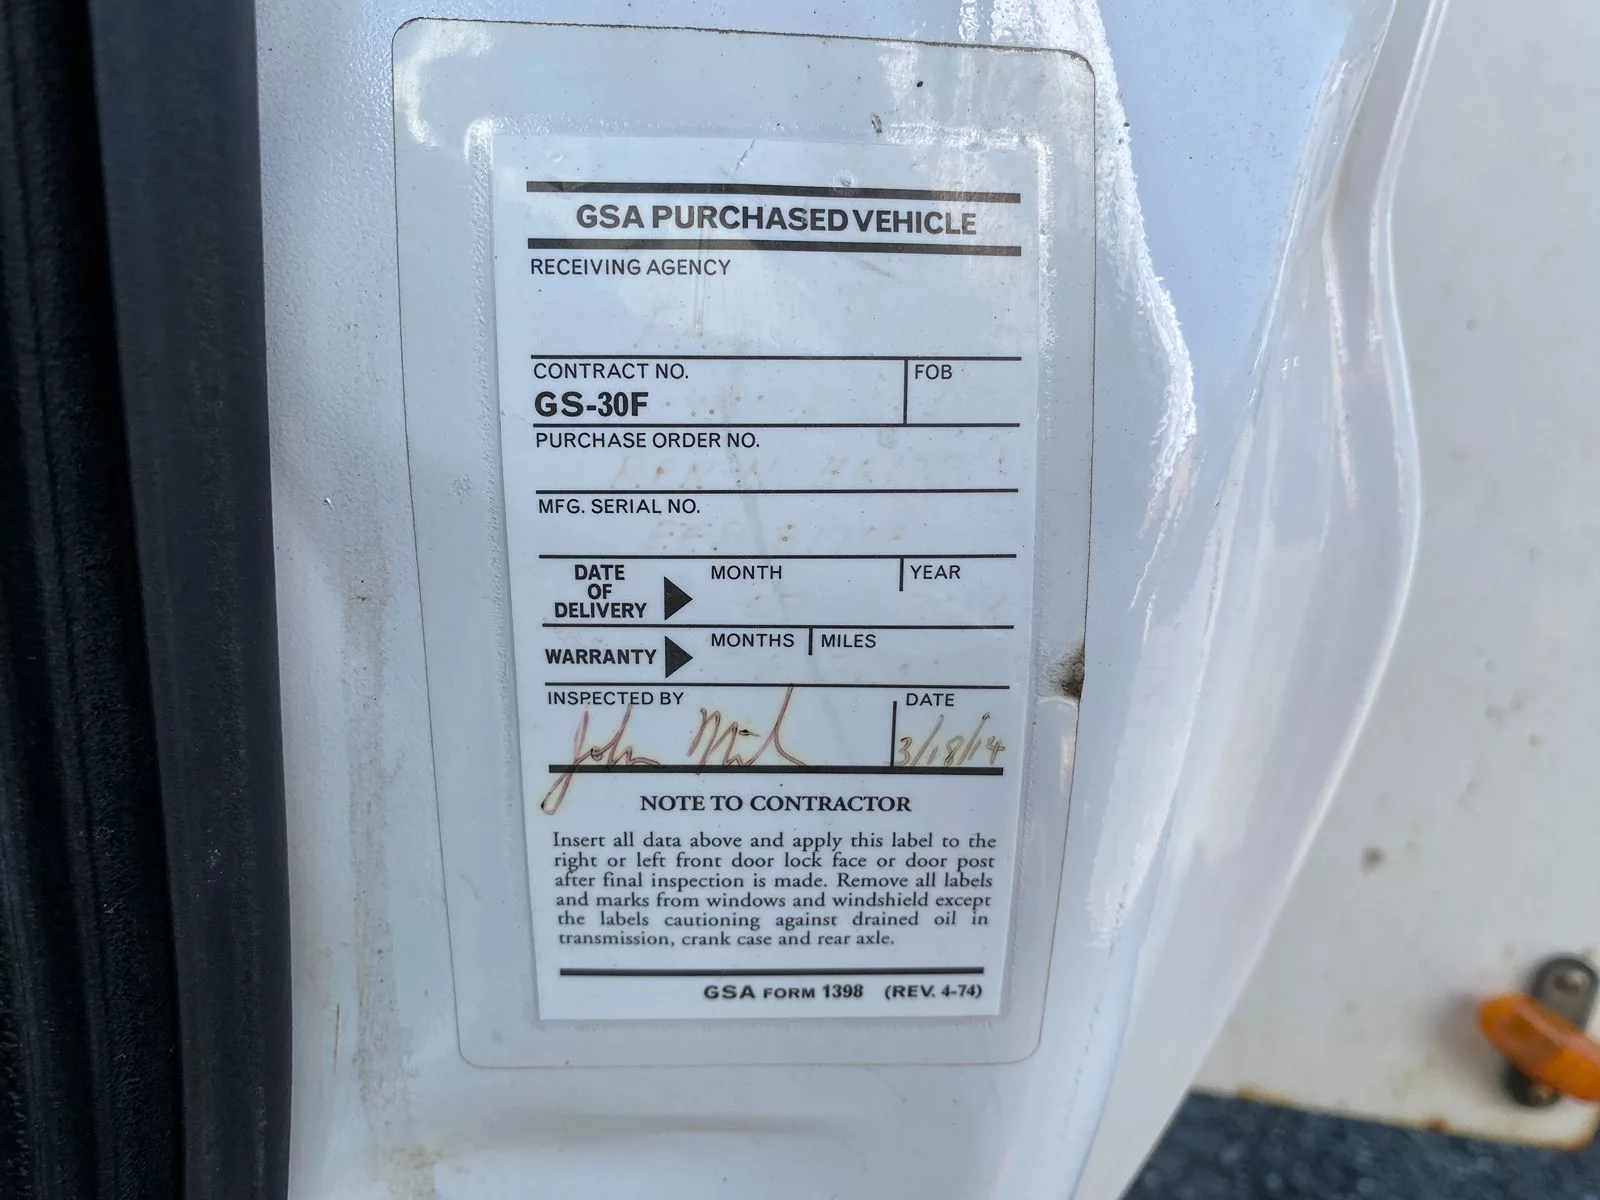 GSA PURCHASED VEHICLE
RECEIVING AGENCY
CONTRACT NO. FOB
GS-30F
PURCHASE ORDER NO.
MFG. SERIAL NO.
DATE OF DELIVERY MONTH YEAR
WARRANTY MONTHS MILES
INSPECTED BY DATE
John 3/18/14
NOTE TO CONTRACTOR
Insert all data above and apply this label to the
right or left front door lock face or door post
after final inspection is made. Remove all labels
and marks from windows and windshield except
the labels cautioning against drained oil in
transmission, crank case and rear axle.
GSA FORM 1398 (REV. 4-74)